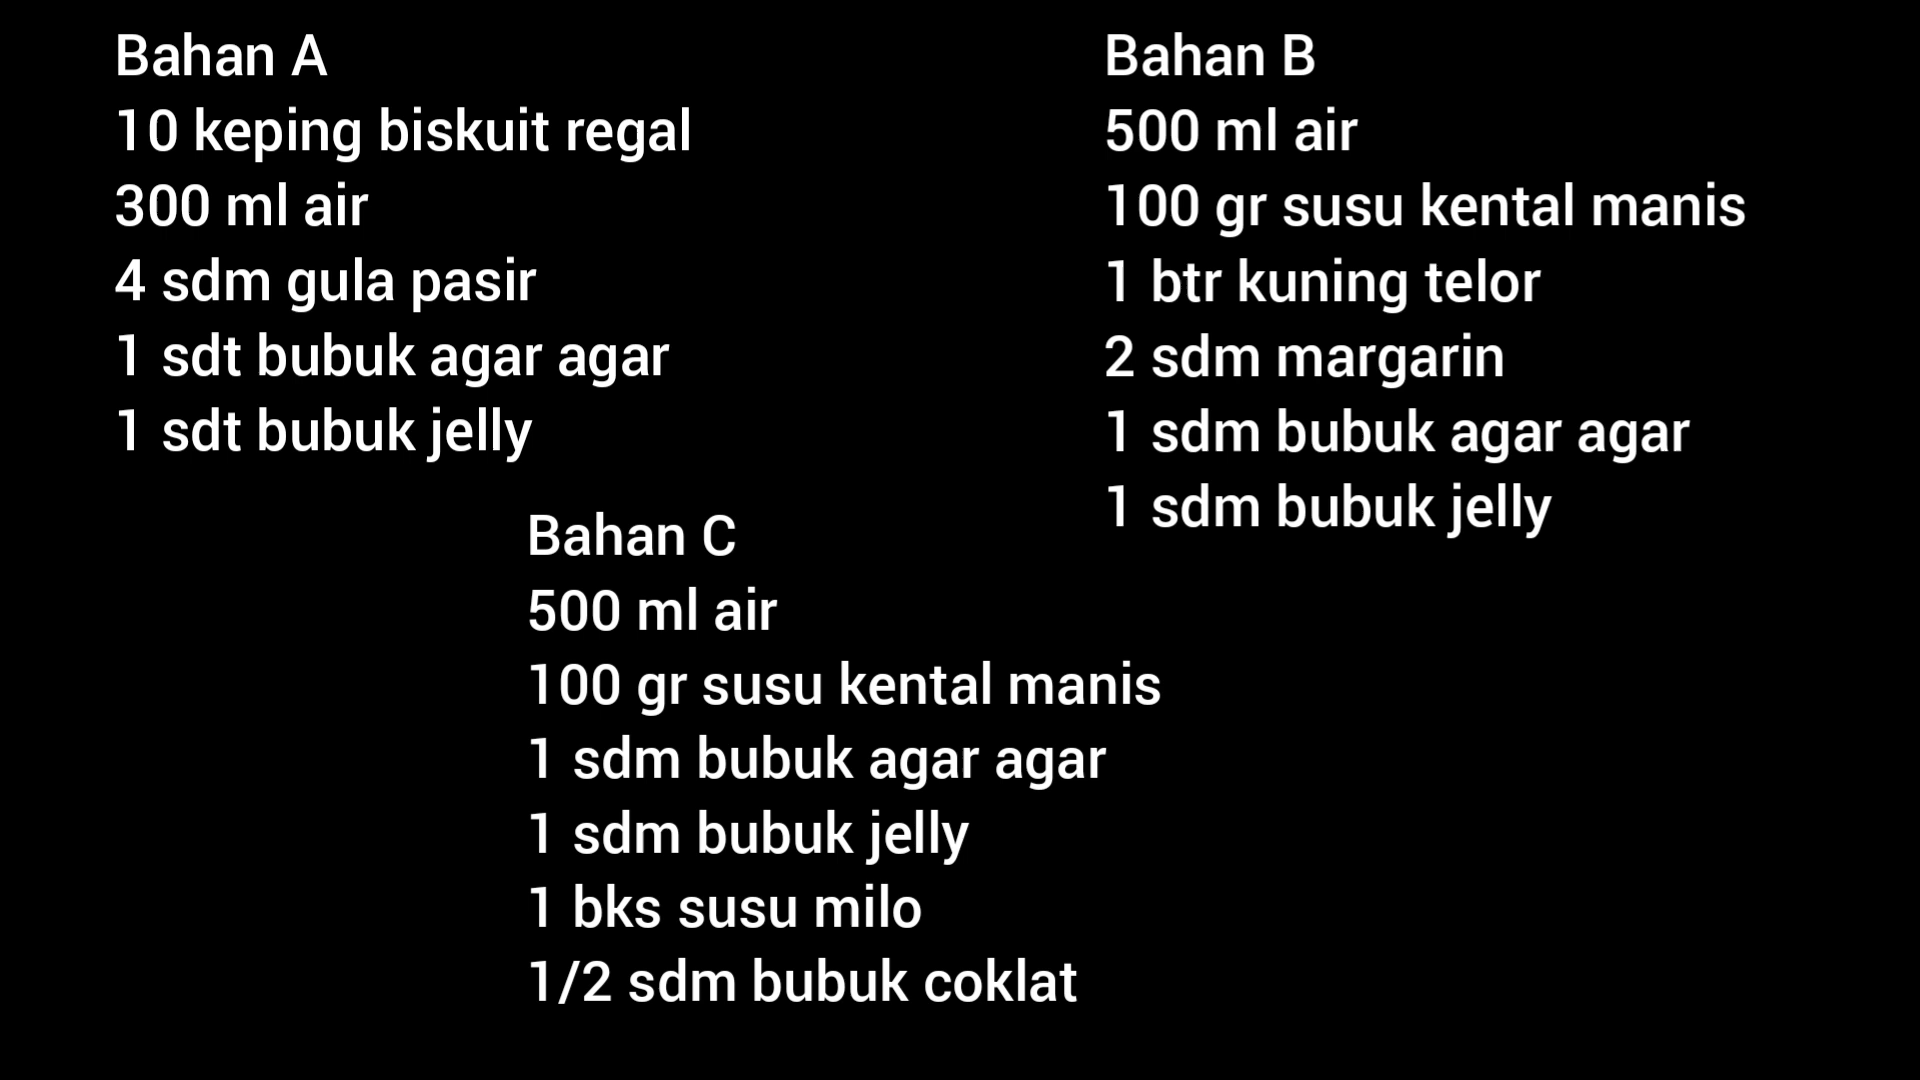 Bahan A
10 keping biskuit regal
300 ml air
4 sdm gula pasir
1 sdt bubuk agar agar
1 sdt bubuk jelly
Bahan B
500 ml air
100 gr susu kental manis
1 btr kuning telor
2 sdm margarin
1 sdm bubuk agar agar
1 sdm bubuk jelly
Bahan C
500 ml air
100 gr susu kental manis
1 sdm bubuk agar agar
1 sdm bubuk jelly
1 bks susu milo
1/2 sdm bubuk coklat